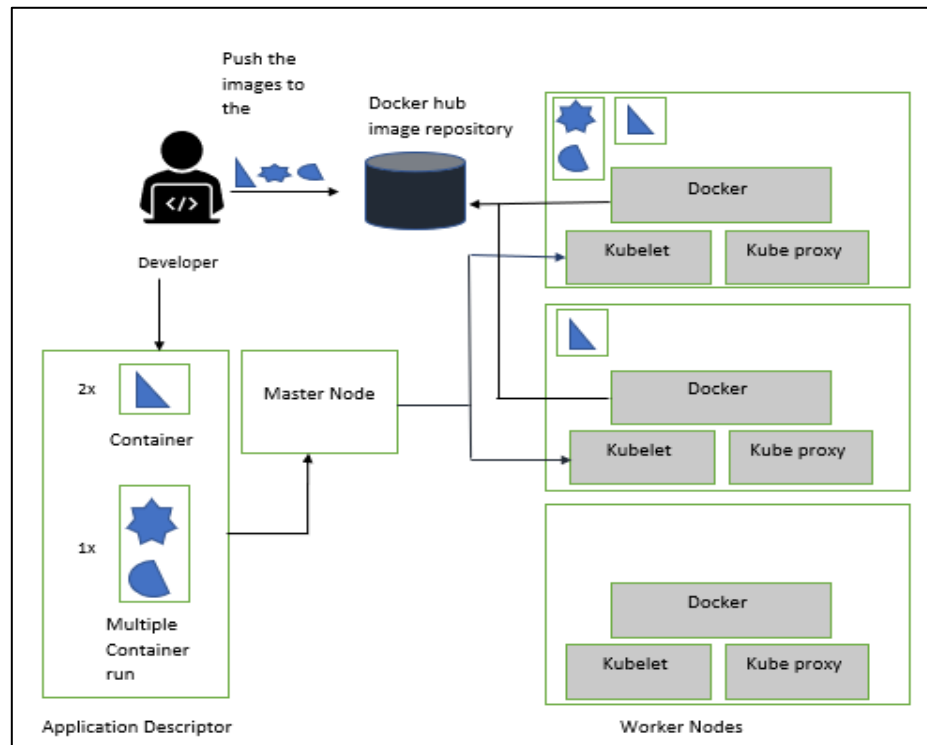 Push the
images to
the
Docker hub
image repository
</>
Developer
2x
Container
1x
Multiple
Container
run
Application Descriptor
Master Node
Docker
Kubelet
Kube proxy
Docker
Kubelet
Kube proxy
Docker
Kubelet
Kube proxy
Worker Nodes